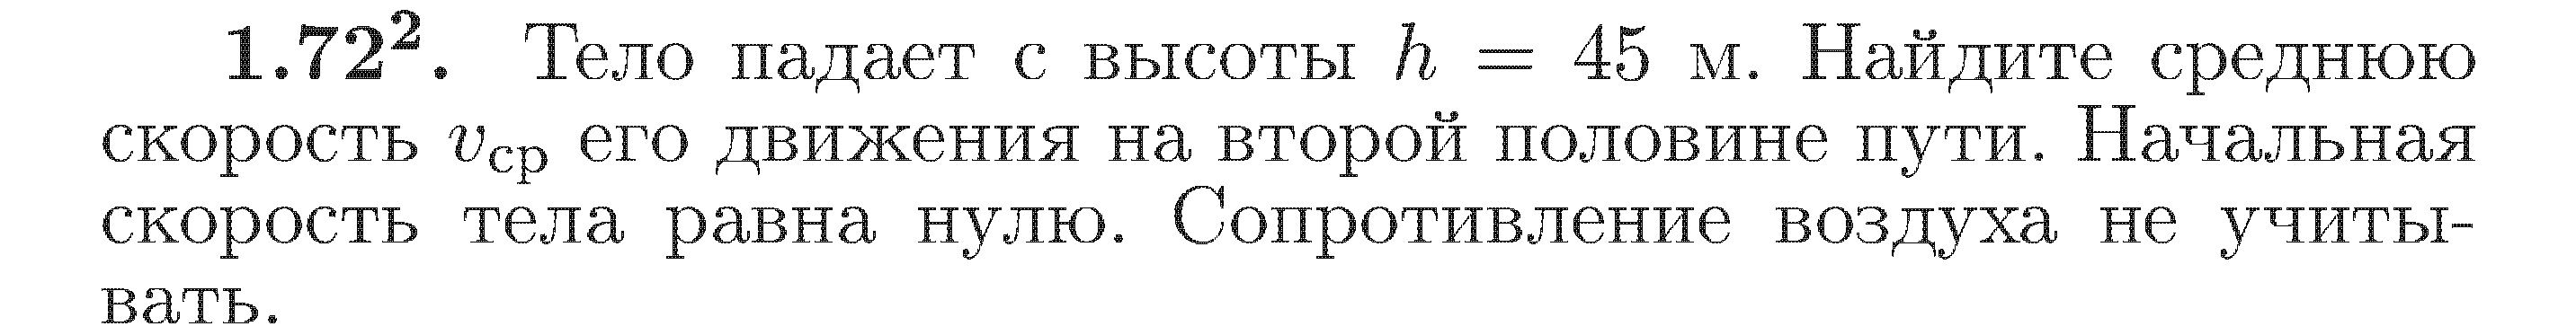 1.72². Тело падает с высоты h = 45 м. Найдите среднюю
скорость v_ср его движения на второй половине пути. Начальная
скорость тела равна нулю. Сопротивление воздуха не учиты-
вать.